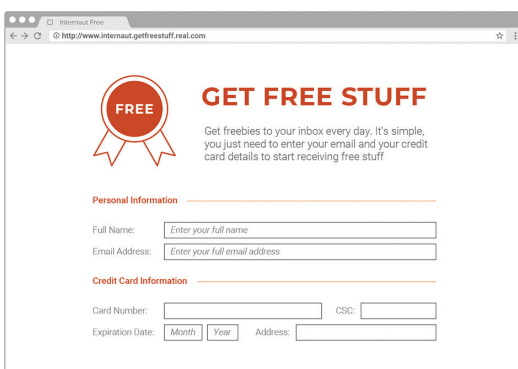 Internaut Free
http://www.internaut.getfreestuff.real.com
FREE
GET FREE STUFF
Get freebies to your inbox every day. It's simple,
you just need to enter your email and your credit
card details to start receiving free stuff
Personal Information
Full Name: Enter your full name
Email Address: Enter your full email address
Credit Card Information
Card Number: CSC:
Expiration Date: Month Year Address: